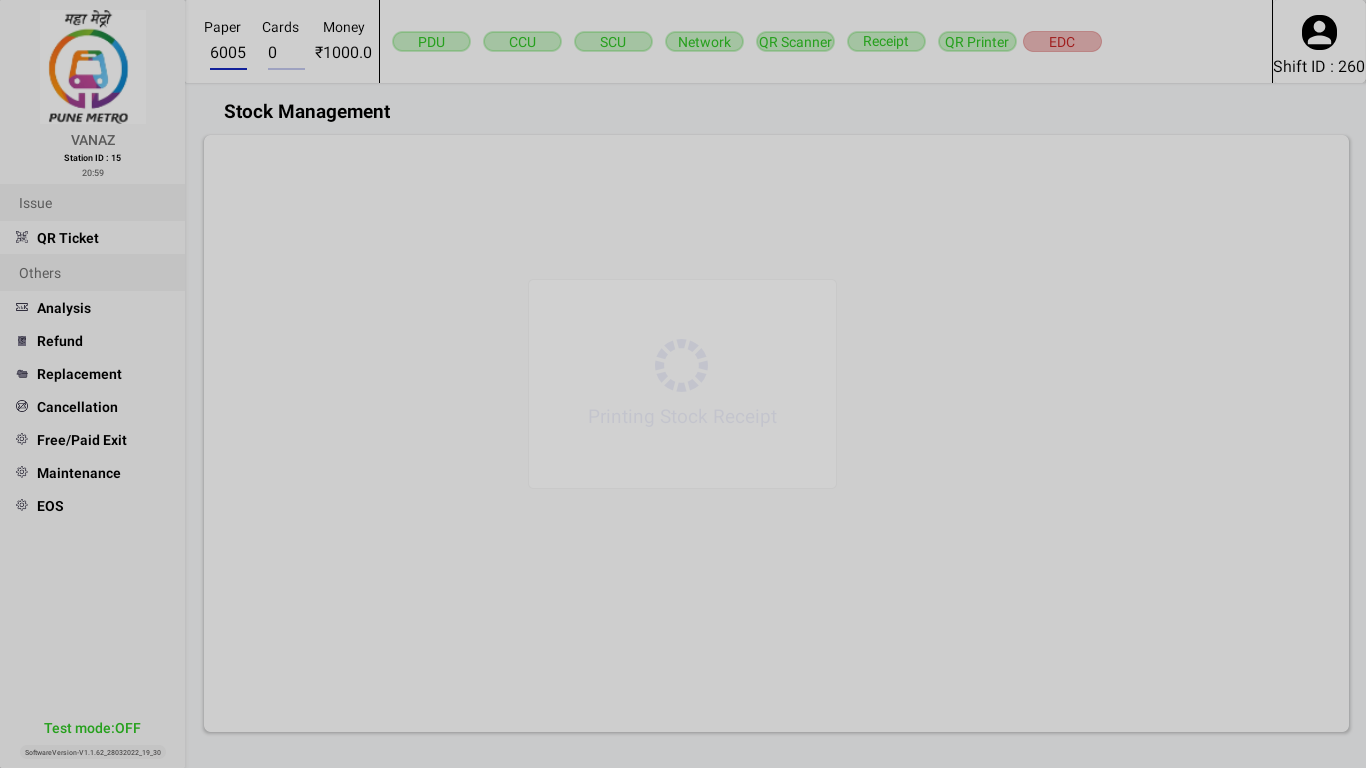 महा मेट्रो
PUNE METRO
VANAZ
Station ID : 15
20:59
Issue
QR Ticket
Others
Analysis
Refund
Replacement
Cancellation
Free/Paid Exit
Maintenance
EOS
Test mode:OFF
SoftwareVersion-V1.1.62_28032022_19_30
Paper Cards Money
6005 0 ₹1000.0
PDU CCU SCU Network QR Scanner Receipt QR Printer EDC
Shift ID : 260
Stock Management
Printing Stock Receipt